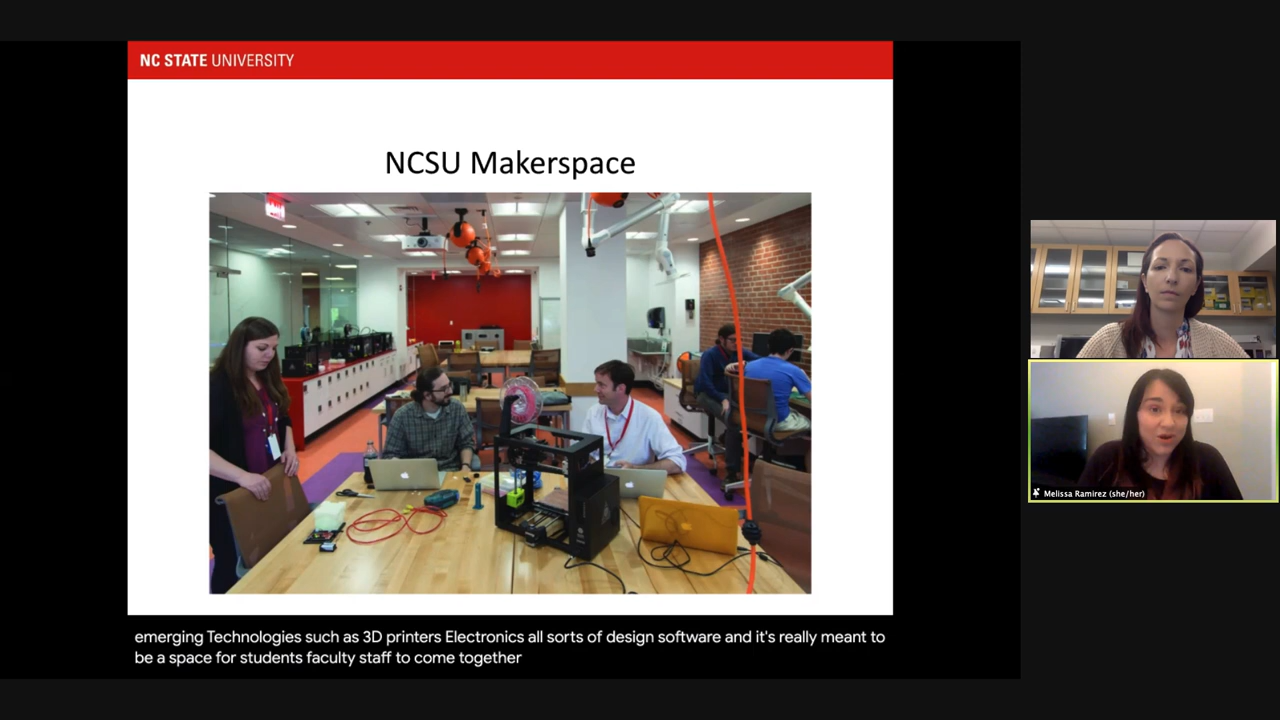 NC STATE UNIVERSITY
NCSU Makerspace
EXIT
emerging Technologies such as 3D printers Electronics all sorts of design software and it's really meant to
be a space for students faculty staff to come together
Melissa Ramirez (she/her)